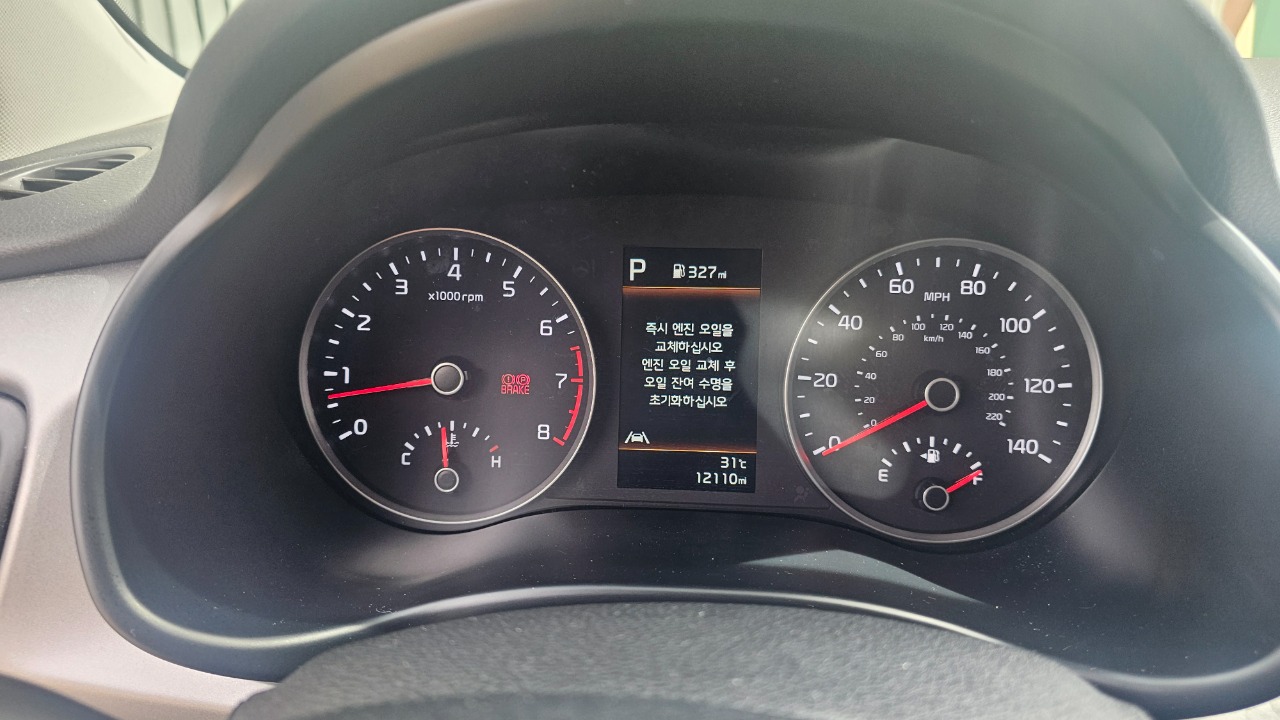 P 327mi
즉시 엔진 오일을
교체하십시오
엔진 오일 교체 후
오일 잔여 수명을
초기화하십시오
31℃
12110mi
0
1
2
3
4
5
6
7
8
x1000rpm
BRAKE
C
H
0
20
40
60
80
100
120
140
MPH
0
20
40
60
80
100
120
140
160
180
200
220
km/h
E
F